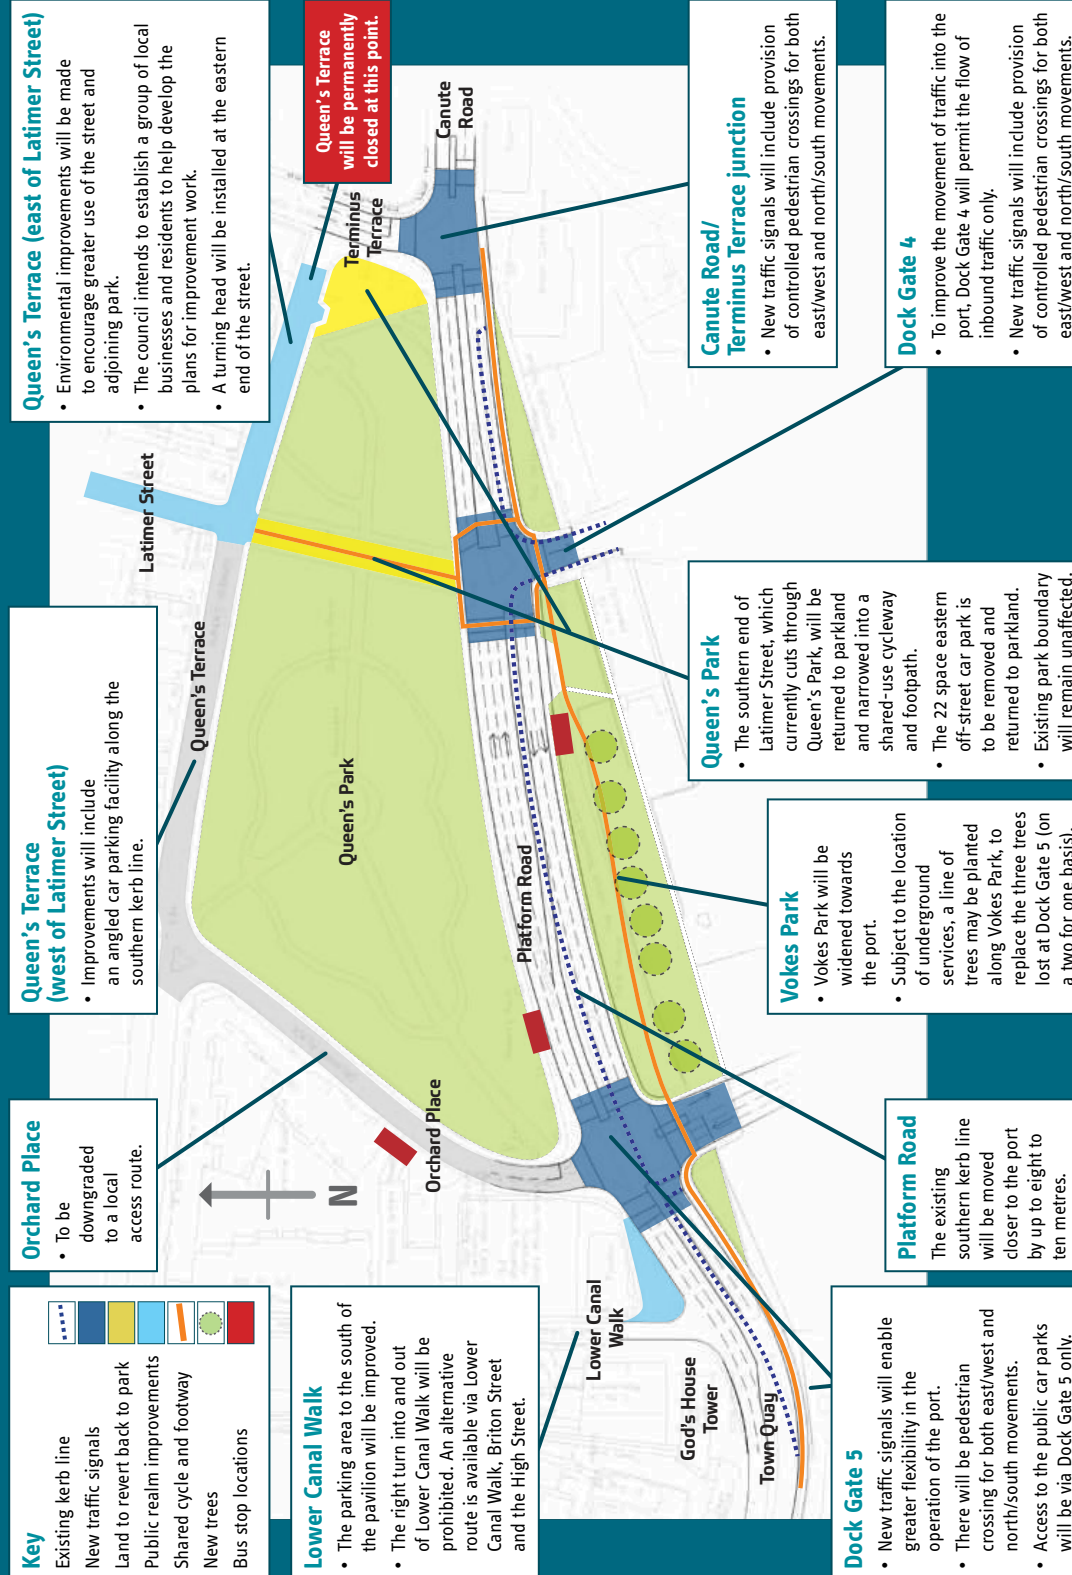 Key
Existing kerb line
New traffic signals
Land to revert back to park
Public realm improvements
Shared cycle and footway
New trees
Bus stop locations
Orchard Place
• To be
downgraded
to a local
access route.
Queen's Terrace
(west of Latimer Street)
• Improvements will include
an angled car parking facility along the
southern kerb line.
Queen's Terrace (east of Latimer Street)
• Environmental improvements will be made
to encourage greater use of the street and
adjoining park.
• The council intends to establish a group of local
businesses and residents to help develop the
plans for improvement work.
• A turning head will be installed at the eastern
end of the street.
Queen's Terrace
will be permanently
closed at this point.
Lower Canal Walk
• The parking area to the south of
the pavilion will be improved.
• The right turn into and out
of Lower Canal Walk will be
prohibited. An alternative
route is available via Lower
Canal Walk, Briton Street
and the High Street.
N
Latimer Street
Queen's Terrace
Queen's Park
Orchard Place
Platform Road
Terminus
Terrace
Canute
Road
Lower Canal
Walk
God's House
Tower
Town Quay
Dock Gate 5
• New traffic signals will enable
greater flexibility in the
operation of the port.
• There will be pedestrian
crossing for both east/west and
north/south movements.
• Access to the public car parks
will be via Dock Gate 5 only.
Platform Road
The existing
southern kerb line
will be moved
closer to the port
by up to eight to
ten metres.
Vokes Park
• Vokes Park will be
widened towards
the port.
• Subject to the location
of underground
services, a line of
trees may be planted
along Vokes Park, to
replace the three trees
lost at Dock Gate 5 (on
a two for one basis).
Queen's Park
• The southern end of
Latimer Street, which
currently cuts through
Queen's Park, will be
returned to parkland
and narrowed into a
shared-use cycleway
and footpath.
• The 22 space eastern
off-street car park is
to be removed and
returned to parkland.
• Existing park boundary
will remain unaffected.
Canute Road/
Terminus Terrace junction
• New traffic signals will include provision
of controlled pedestrian crossings for both
east/west and north/south movements.
Dock Gate 4
• To improve the movement of traffic into the
port, Dock Gate 4 will permit the flow of
inbound traffic only.
• New traffic signals will include provision
of controlled pedestrian crossings for both
east/west and north/south movements.